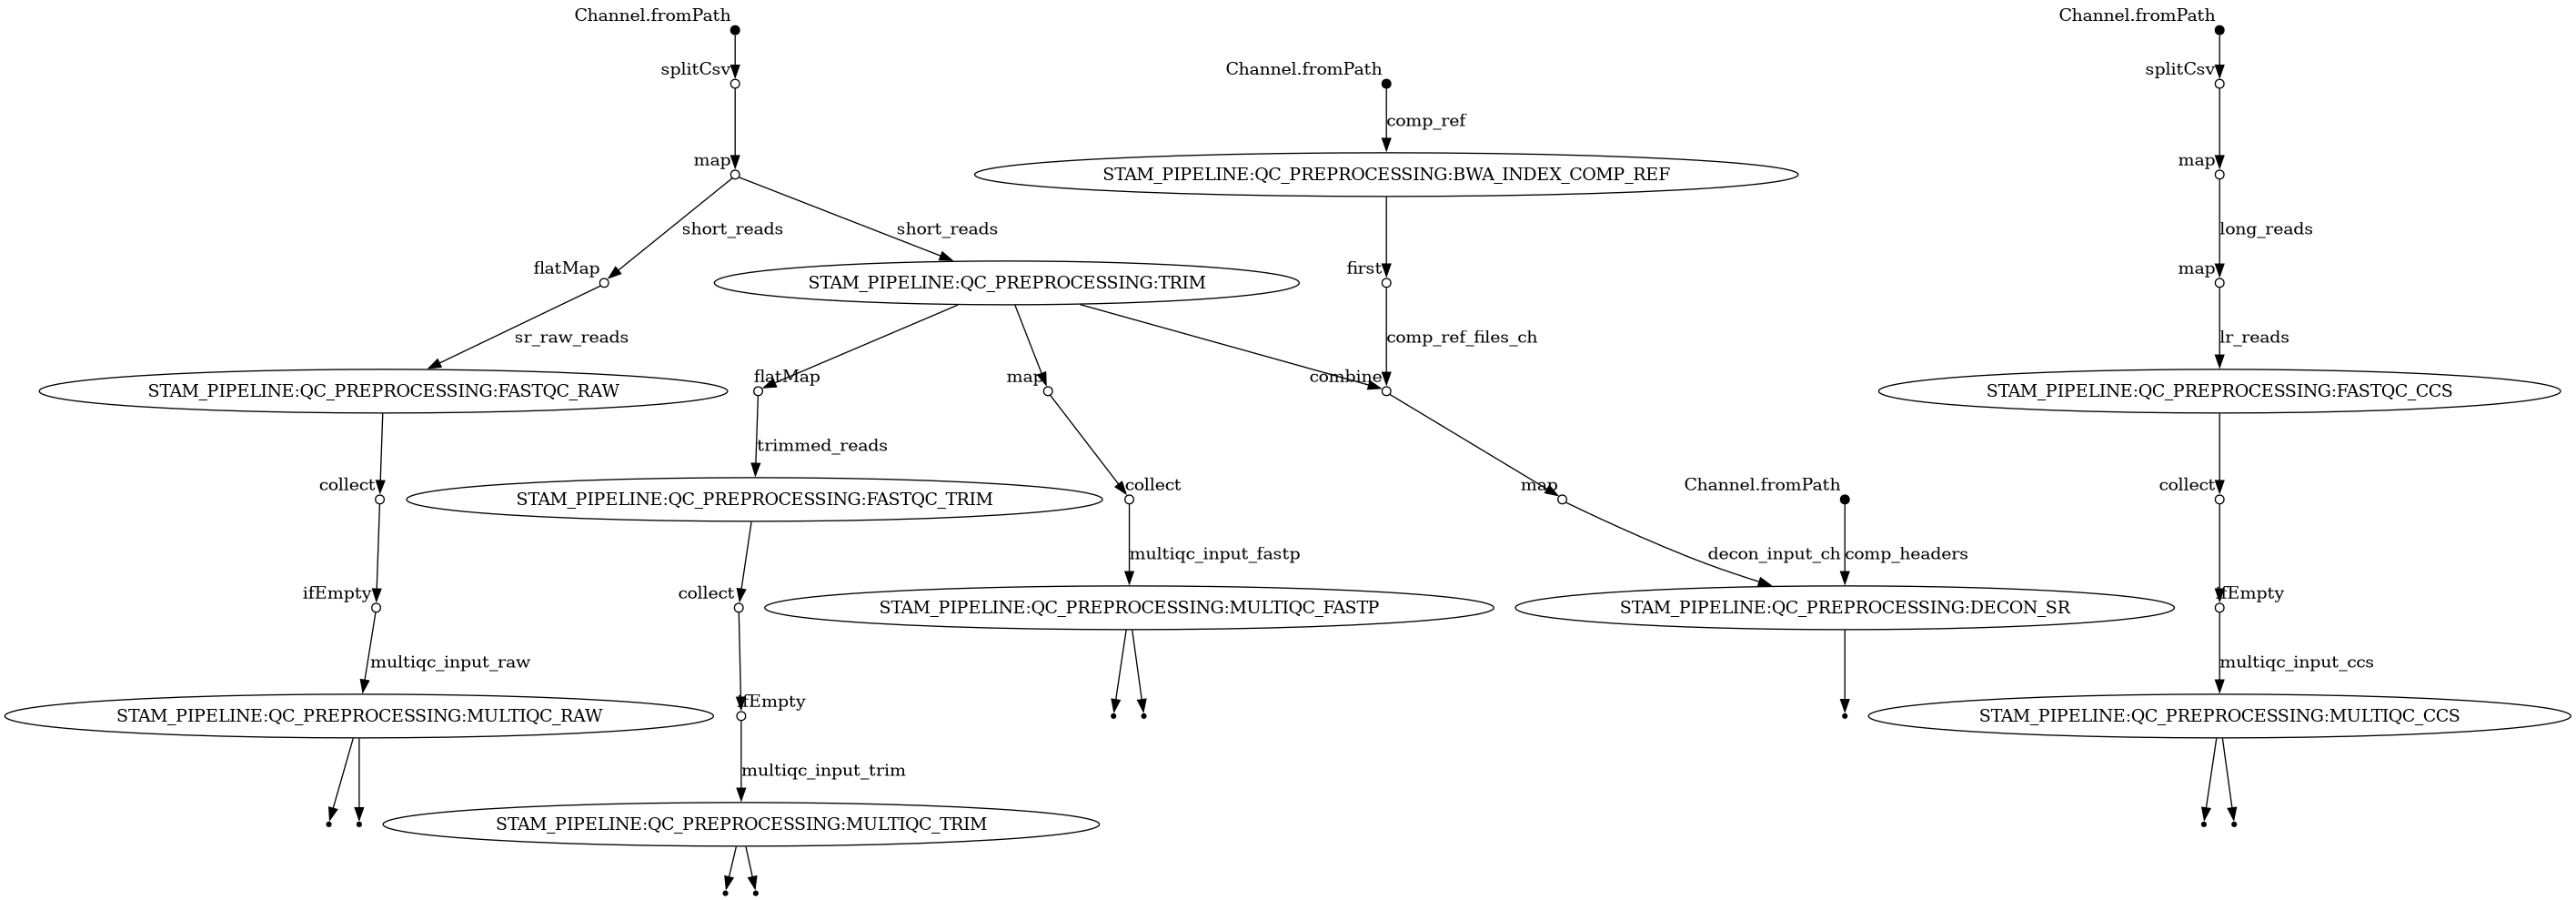 Channel.fromPath
Channel.fromPath
splitCsv
Channel.fromPath
splitCsv
comp_ref
map
STAM_PIPELINE:QC_PREPROCESSING:BWA_INDEX_COMP_REF
map
short_reads
short_reads
long_reads
flatMap
STAM_PIPELINE:QC_PREPROCESSING:TRIM
first
map
sr_raw_reads
comp_ref_files_ch
lr_reads
STAM_PIPELINE:QC_PREPROCESSING:FASTQC_RAW
flatMap
map
combine
STAM_PIPELINE:QC_PREPROCESSING:FASTQC_CCS
trimmed_reads
collect
STAM_PIPELINE:QC_PREPROCESSING:FASTQC_TRIM
collect
map
Channel.fromPath
collect
multiqc_input_fastp
decon_input_ch
comp_headers
ifEmpty
collect
STAM_PIPELINE:QC_PREPROCESSING:MULTIQC_FASTP
STAM_PIPELINE:QC_PREPROCESSING:DECON_SR
ifEmpty
multiqc_input_raw
multiqc_input_ccs
STAM_PIPELINE:QC_PREPROCESSING:MULTIQC_RAW
ifEmpty
STAM_PIPELINE:QC_PREPROCESSING:MULTIQC_CCS
multiqc_input_trim
STAM_PIPELINE:QC_PREPROCESSING:MULTIQC_TRIM